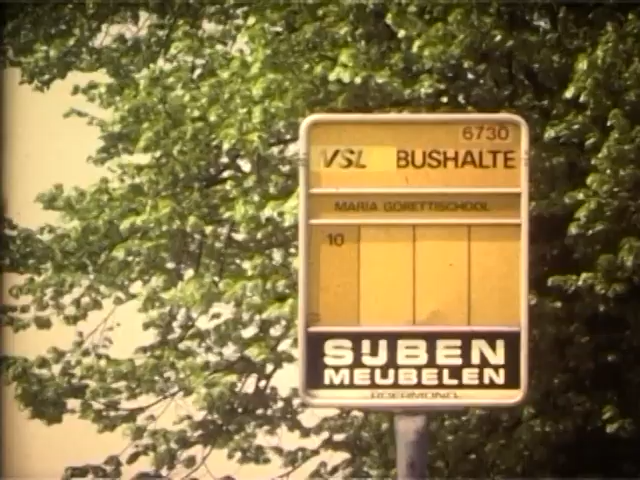 6730
VSL BUSHALTE
MARIA GORETTISCHOOL
10
SIJBEN
MEUBELEN
ROERMOND